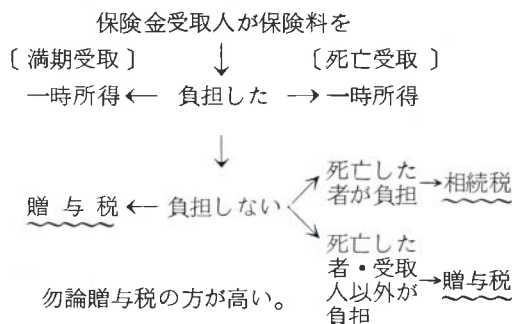 保険金受取人が保険料を
〔満期受取〕 〔死亡受取〕
一時所得 ← 負担した → 一時所得
死亡した
者が負担 → 相続税
贈与税 ← 負担しない
死亡した
者・受取
人以外が → 贈与税
負担
勿論贈与税の方が高い。